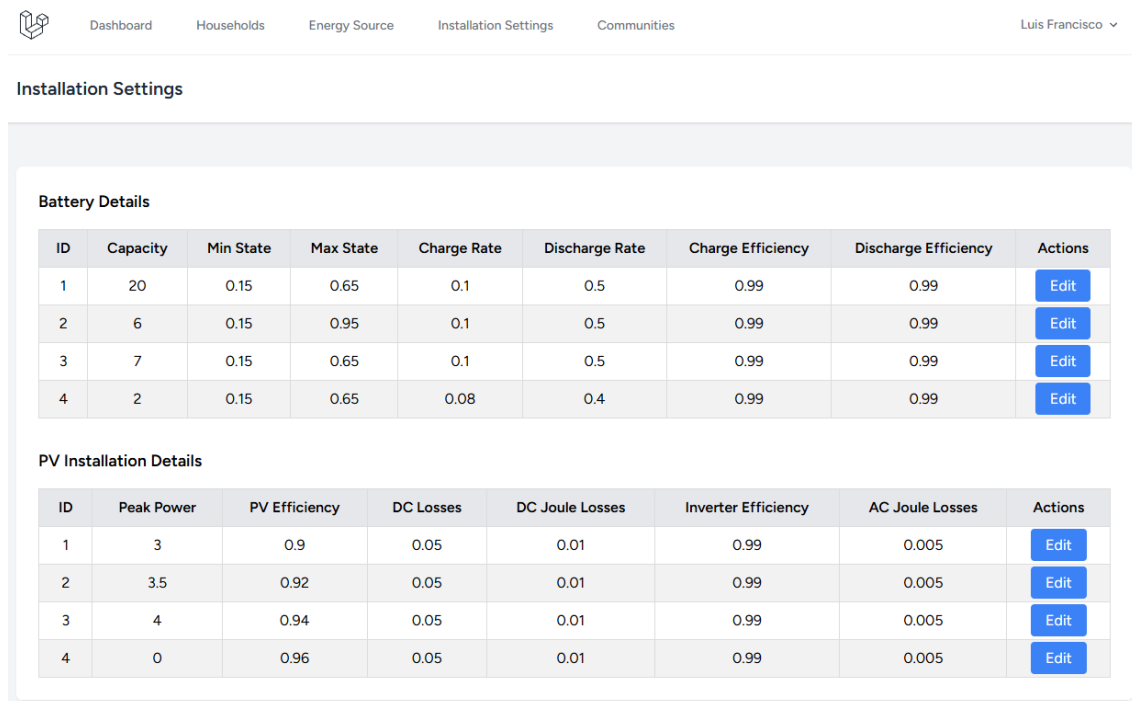 Dashboard Households Energy Source Installation Settings Communities Luis Francisco
Installation Settings
Battery Details
ID Capacity Min State Max State Charge Rate Discharge Rate Charge Efficiency Discharge Efficiency Actions
1 20 0.15 0.65 0.1 0.5 0.99 0.99 Edit
2 6 0.15 0.95 0.1 0.5 0.99 0.99 Edit
3 7 0.15 0.65 0.1 0.5 0.99 0.99 Edit
4 2 0.15 0.65 0.08 0.4 0.99 0.99 Edit
PV Installation Details
ID Peak Power PV Efficiency DC Losses DC Joule Losses Inverter Efficiency AC Joule Losses Actions
1 3 0.9 0.05 0.01 0.99 0.005 Edit
2 3.5 0.92 0.05 0.01 0.99 0.005 Edit
3 4 0.94 0.05 0.01 0.99 0.005 Edit
4 0 0.96 0.05 0.01 0.99 0.005 Edit